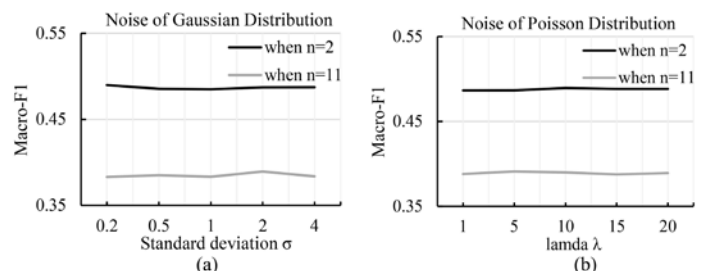 Noise of Gaussian Distribution
0.55
when n=2
when n=11
0.45
0.35
Macro-F1
0.2 0.5 1 2 4
Standard deviation σ
(a)
Noise of Poisson Distribution
0.55
when n=2
when n=11
0.45
0.35
Macro-F1
1 5 10 15 20
lamda λ
(b)